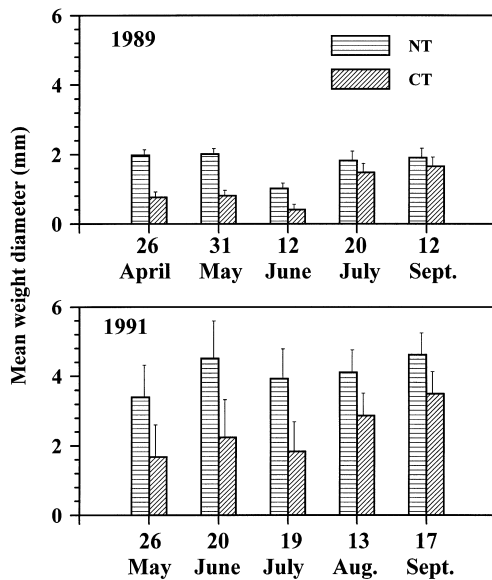 Mean weight diameter (mm)
1989
NT
CT
6
4
2
0
26 31 12 20 12
April May June July Sept.
1991
6
4
2
0
26 20 19 13 17
May June July Aug. Sept.